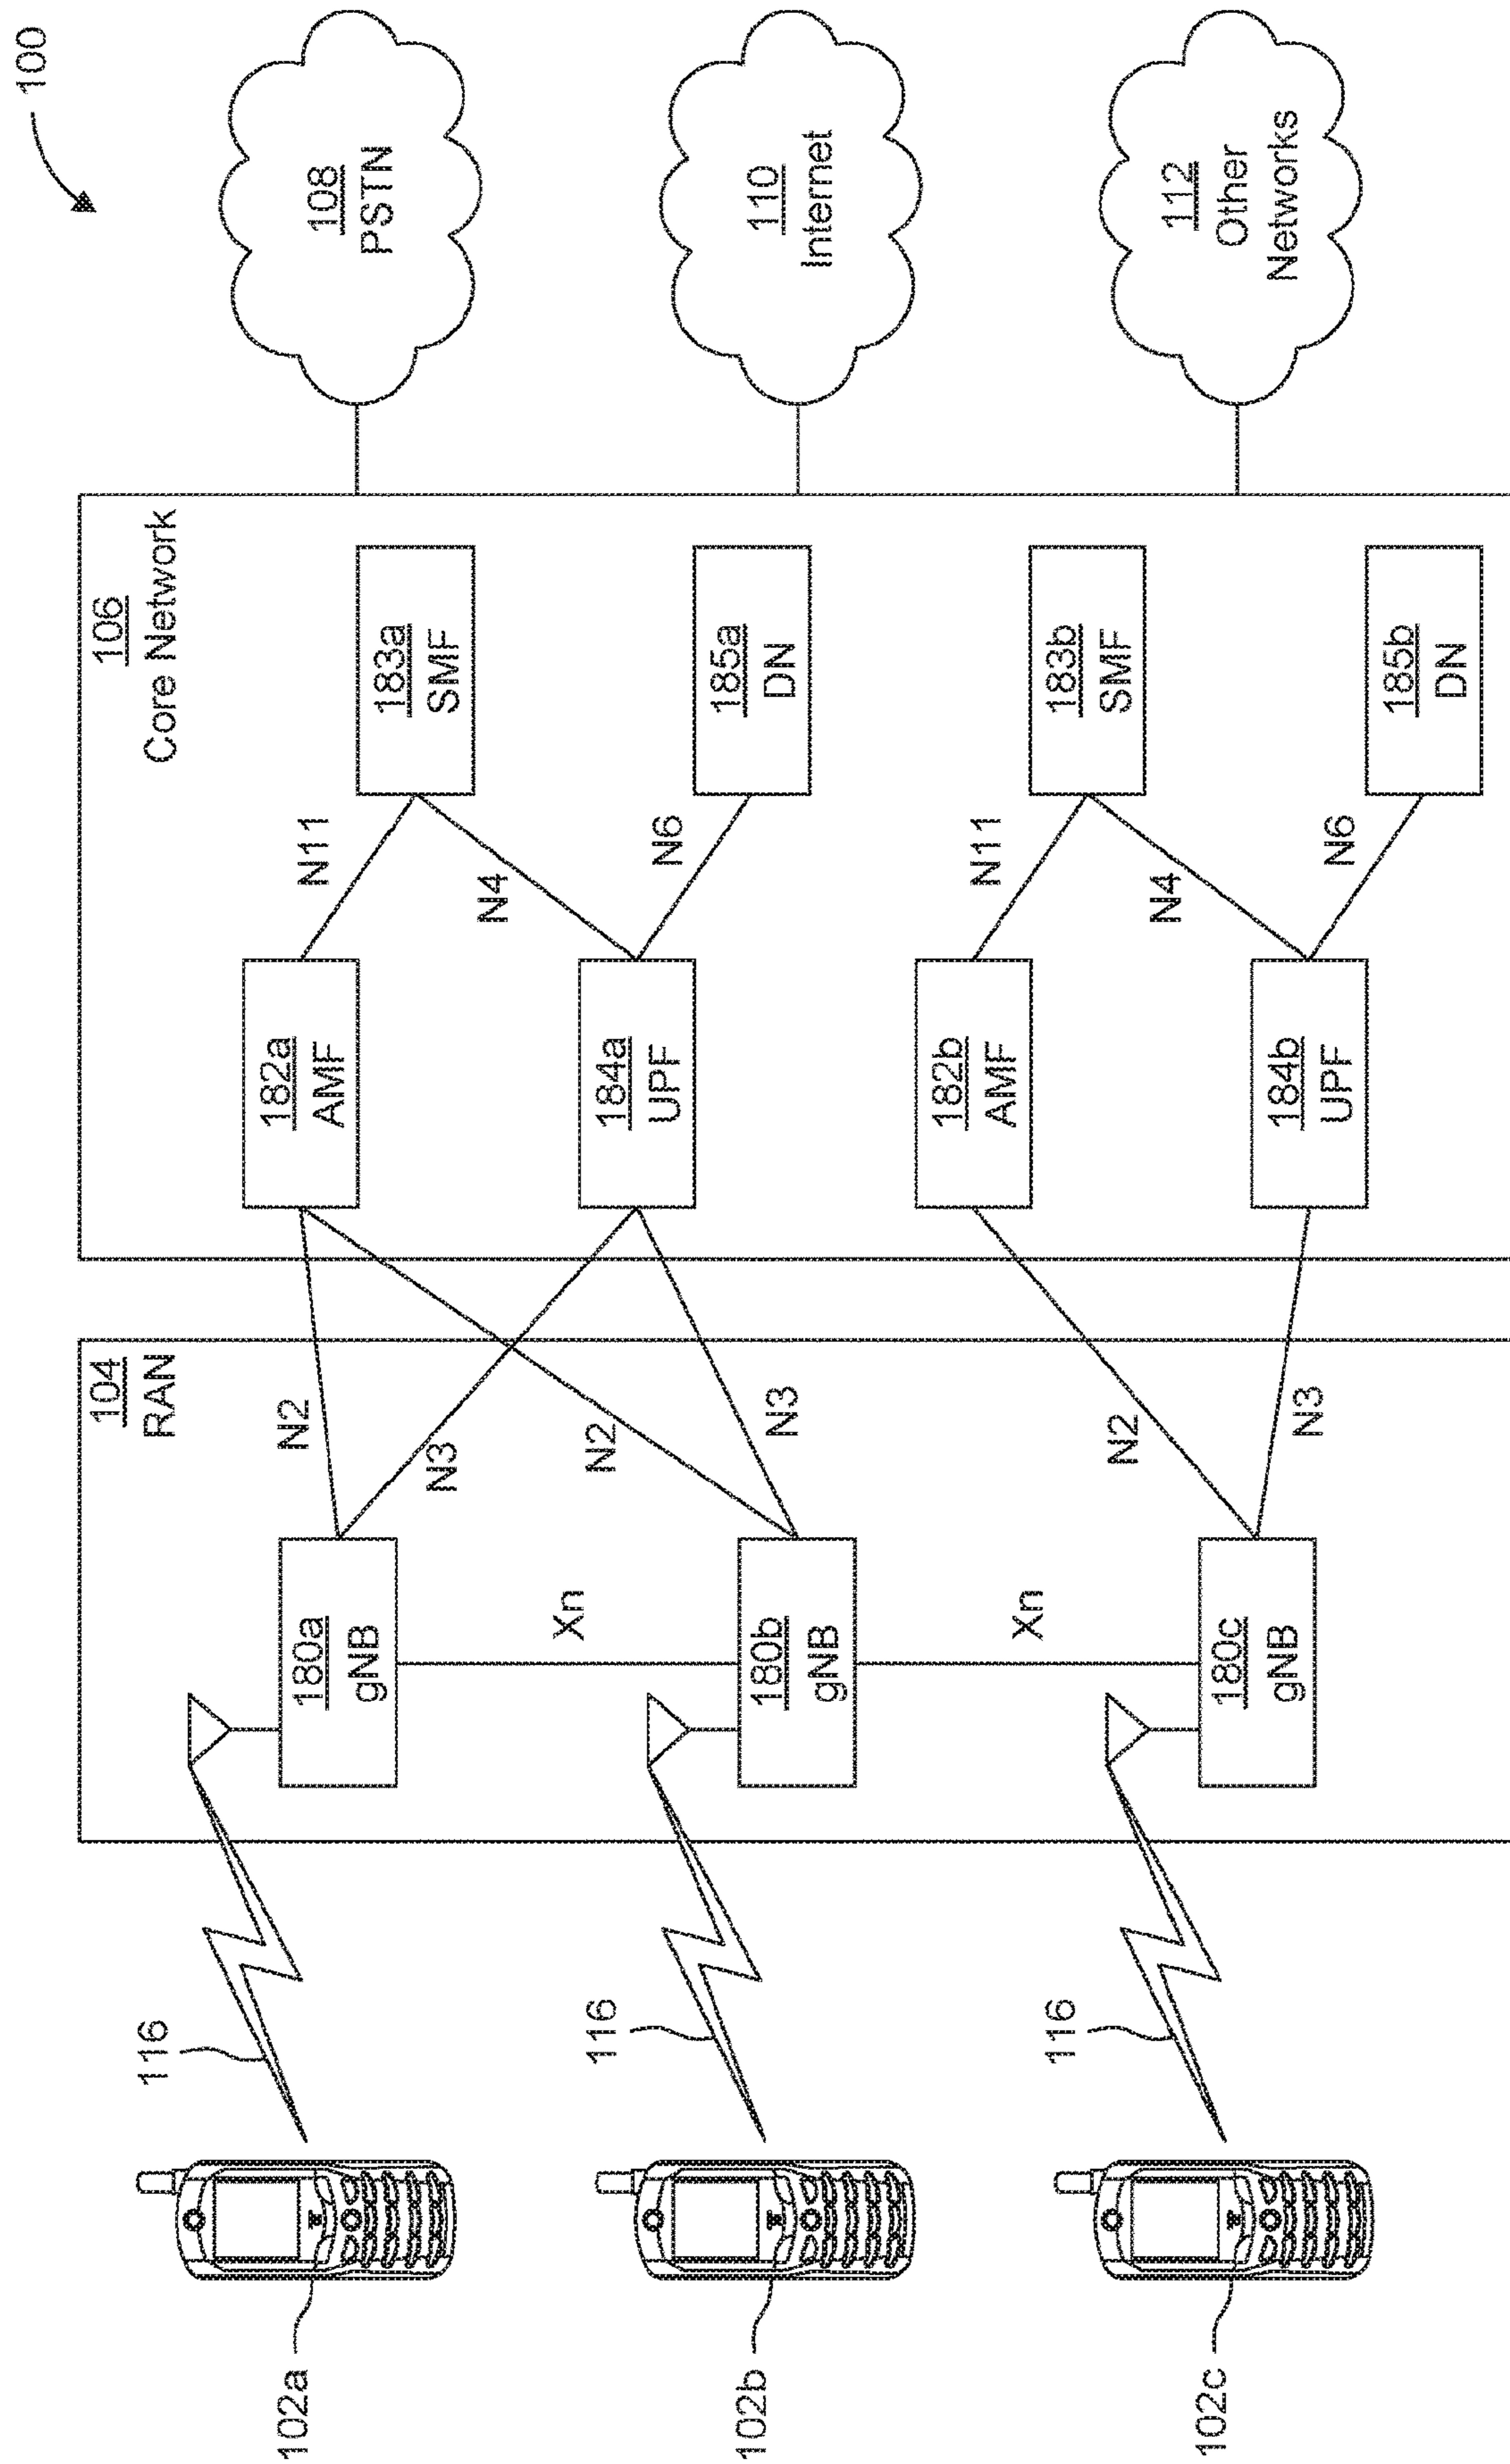 100
102a
102b
102c
116
116
116
104
RAN
180a
gNB
180b
gNB
180c
gNB
Xn
Xn
N2
N3
N2
N3
N2
N3
106
Core Network
182a
AMF
184a
UPF
182b
AMF
184b
UPF
N11
N4
N6
N11
N4
N6
183a
SMF
185a
DN
183b
SMF
185b
DN
108
PSTN
110
Internet
112
Other
Networks